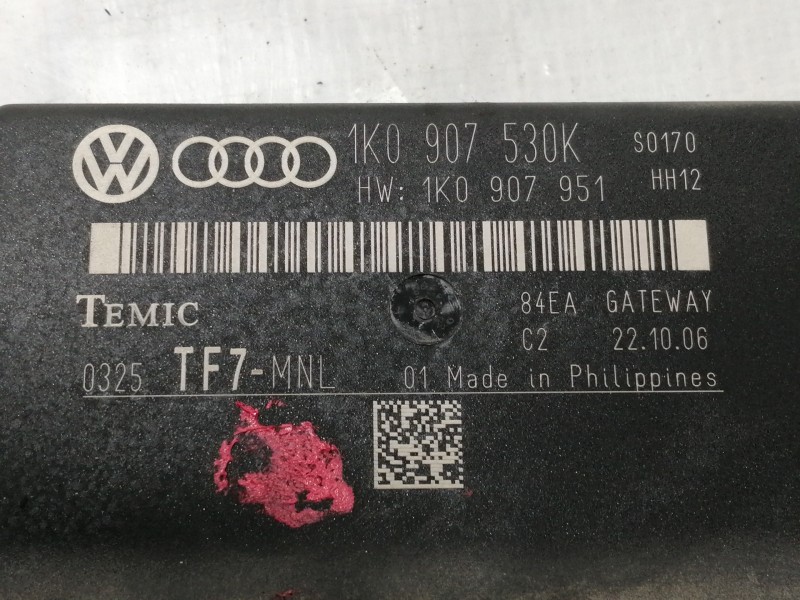 1K0 907 530K S0170
HW: 1K0 907 951 HH12
TEMIC 84EA GATEWAY
C2 22.10.06
0325 TF7-MNL 01 Made in Philippines